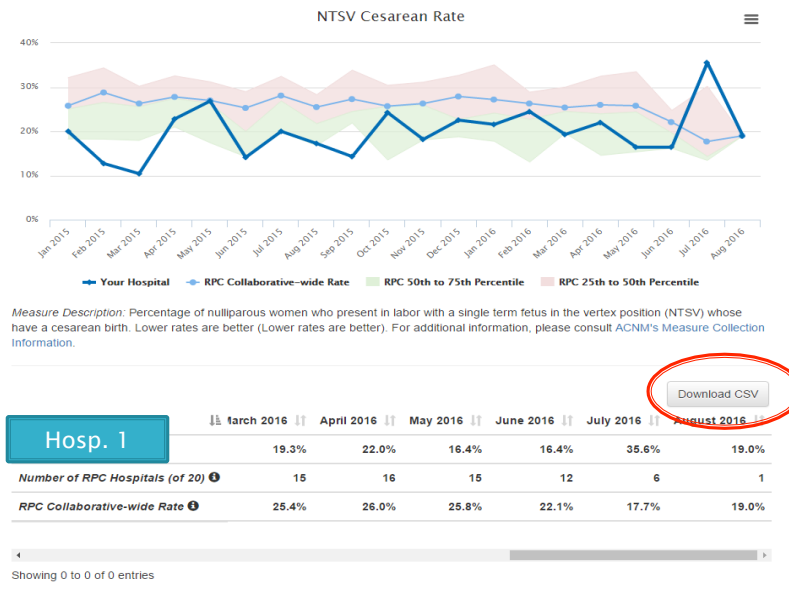 NTSV Cesarean Rate
40%
30%
20%
10%
0%
Jan 2015 Feb 2015 Mar 2015 Apr 2015 May 2015 Jun 2015 Jul 2015 Aug 2015 Sep 2015 Oct 2015 Nov 2015 Dec 2015 Jan 2016 Feb 2016 Mar 2016 Apr 2016 May 2016 Jun 2016 Jul 2016 Aug 2016
Your Hospital RPC Collaborative-wide Rate RPC 50th to 75th Percentile RPC 25th to 50th Percentile
Measure Description: Percentage of nulliparous women who present in labor with a single term fetus in the vertex position (NTSV) whose
have a cesarean birth. Lower rates are better (Lower rates are better). For additional information, please consult ACNM's Measure Collection
Information.
Download CSV
March 2016 April 2016 May 2016 June 2016 July 2016 August 2016
Hosp. 1
19.3% 22.0% 16.4% 16.4% 35.6% 19.0%
Number of RPC Hospitals (of 20) 15 16 15 12 6 1
RPC Collaborative-wide Rate 25.4% 26.0% 25.8% 22.1% 17.7% 19.0%
Showing 0 to 0 of 0 entries